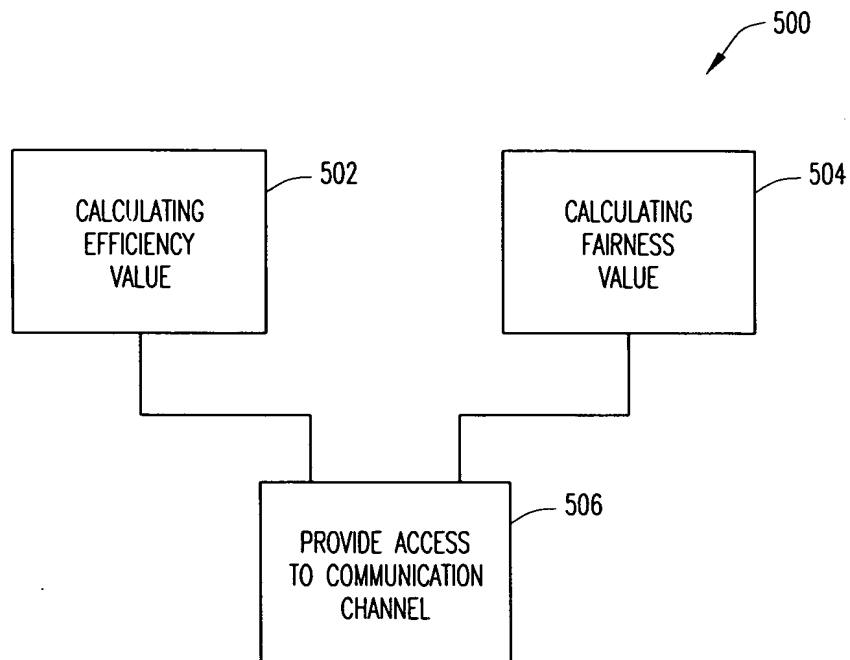 500
CALCULATING
EFFICIENCY
VALUE
502
CALCULATING
FAIRNESS
VALUE
504
PROVIDE ACCESS
TO COMMUNICATION
CHANNEL
506